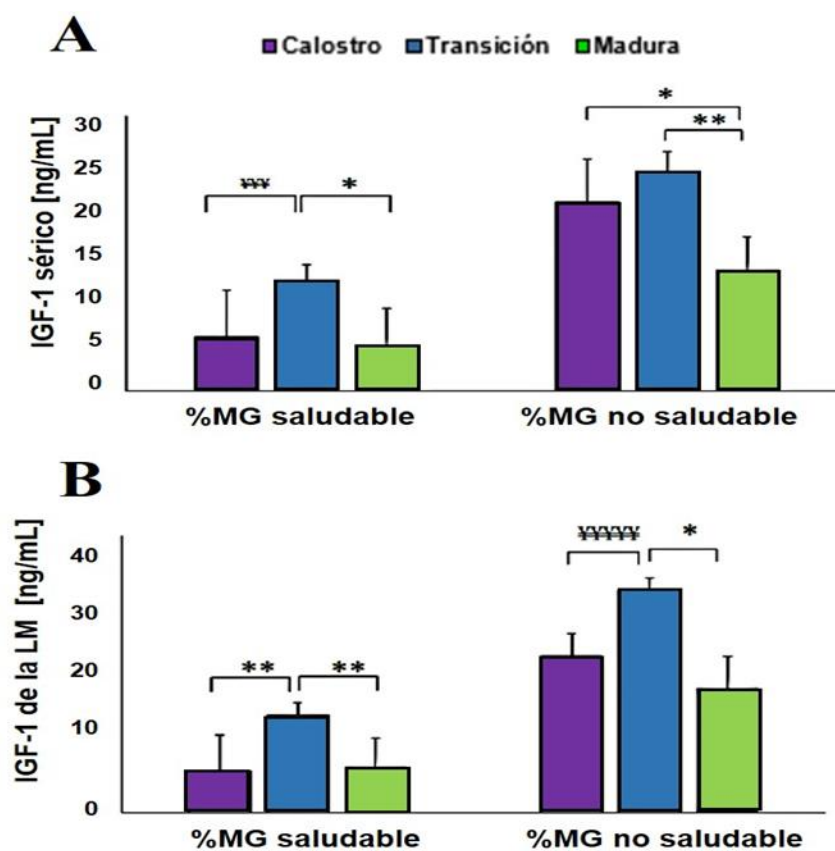 A
Calostro Transición Madura
IGF-1 sérico [ng/mL]
30
25
20
15
10
5
0
¥¥¥
*
*
**
%MG saludable %MG no saludable
B
IGF-1 de la LM [ng/mL]
40
30
20
10
0
**
**
¥¥¥¥¥
*
%MG saludable %MG no saludable